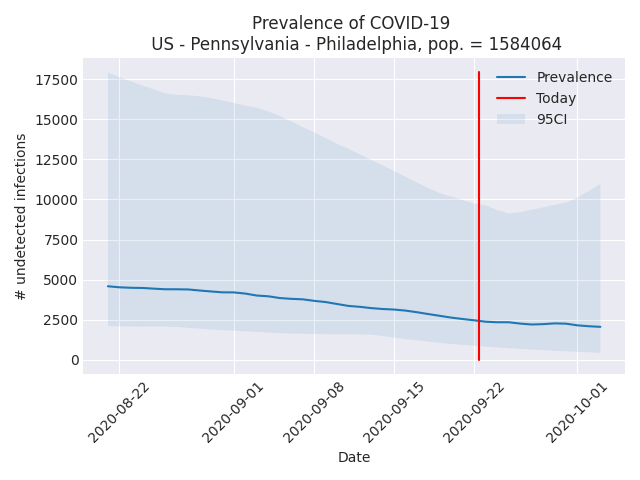 Prevalence of COVID-19
US - Pennsylvania - Philadelphia, pop. = 1584064
17500
15000
12500
10000
7500
5000
2500
0
# undetected infections
Prevalence
Today
95CI
2020-08-22
2020-09-01
2020-09-08
2020-09-15
2020-09-22
2020-10-01
Date